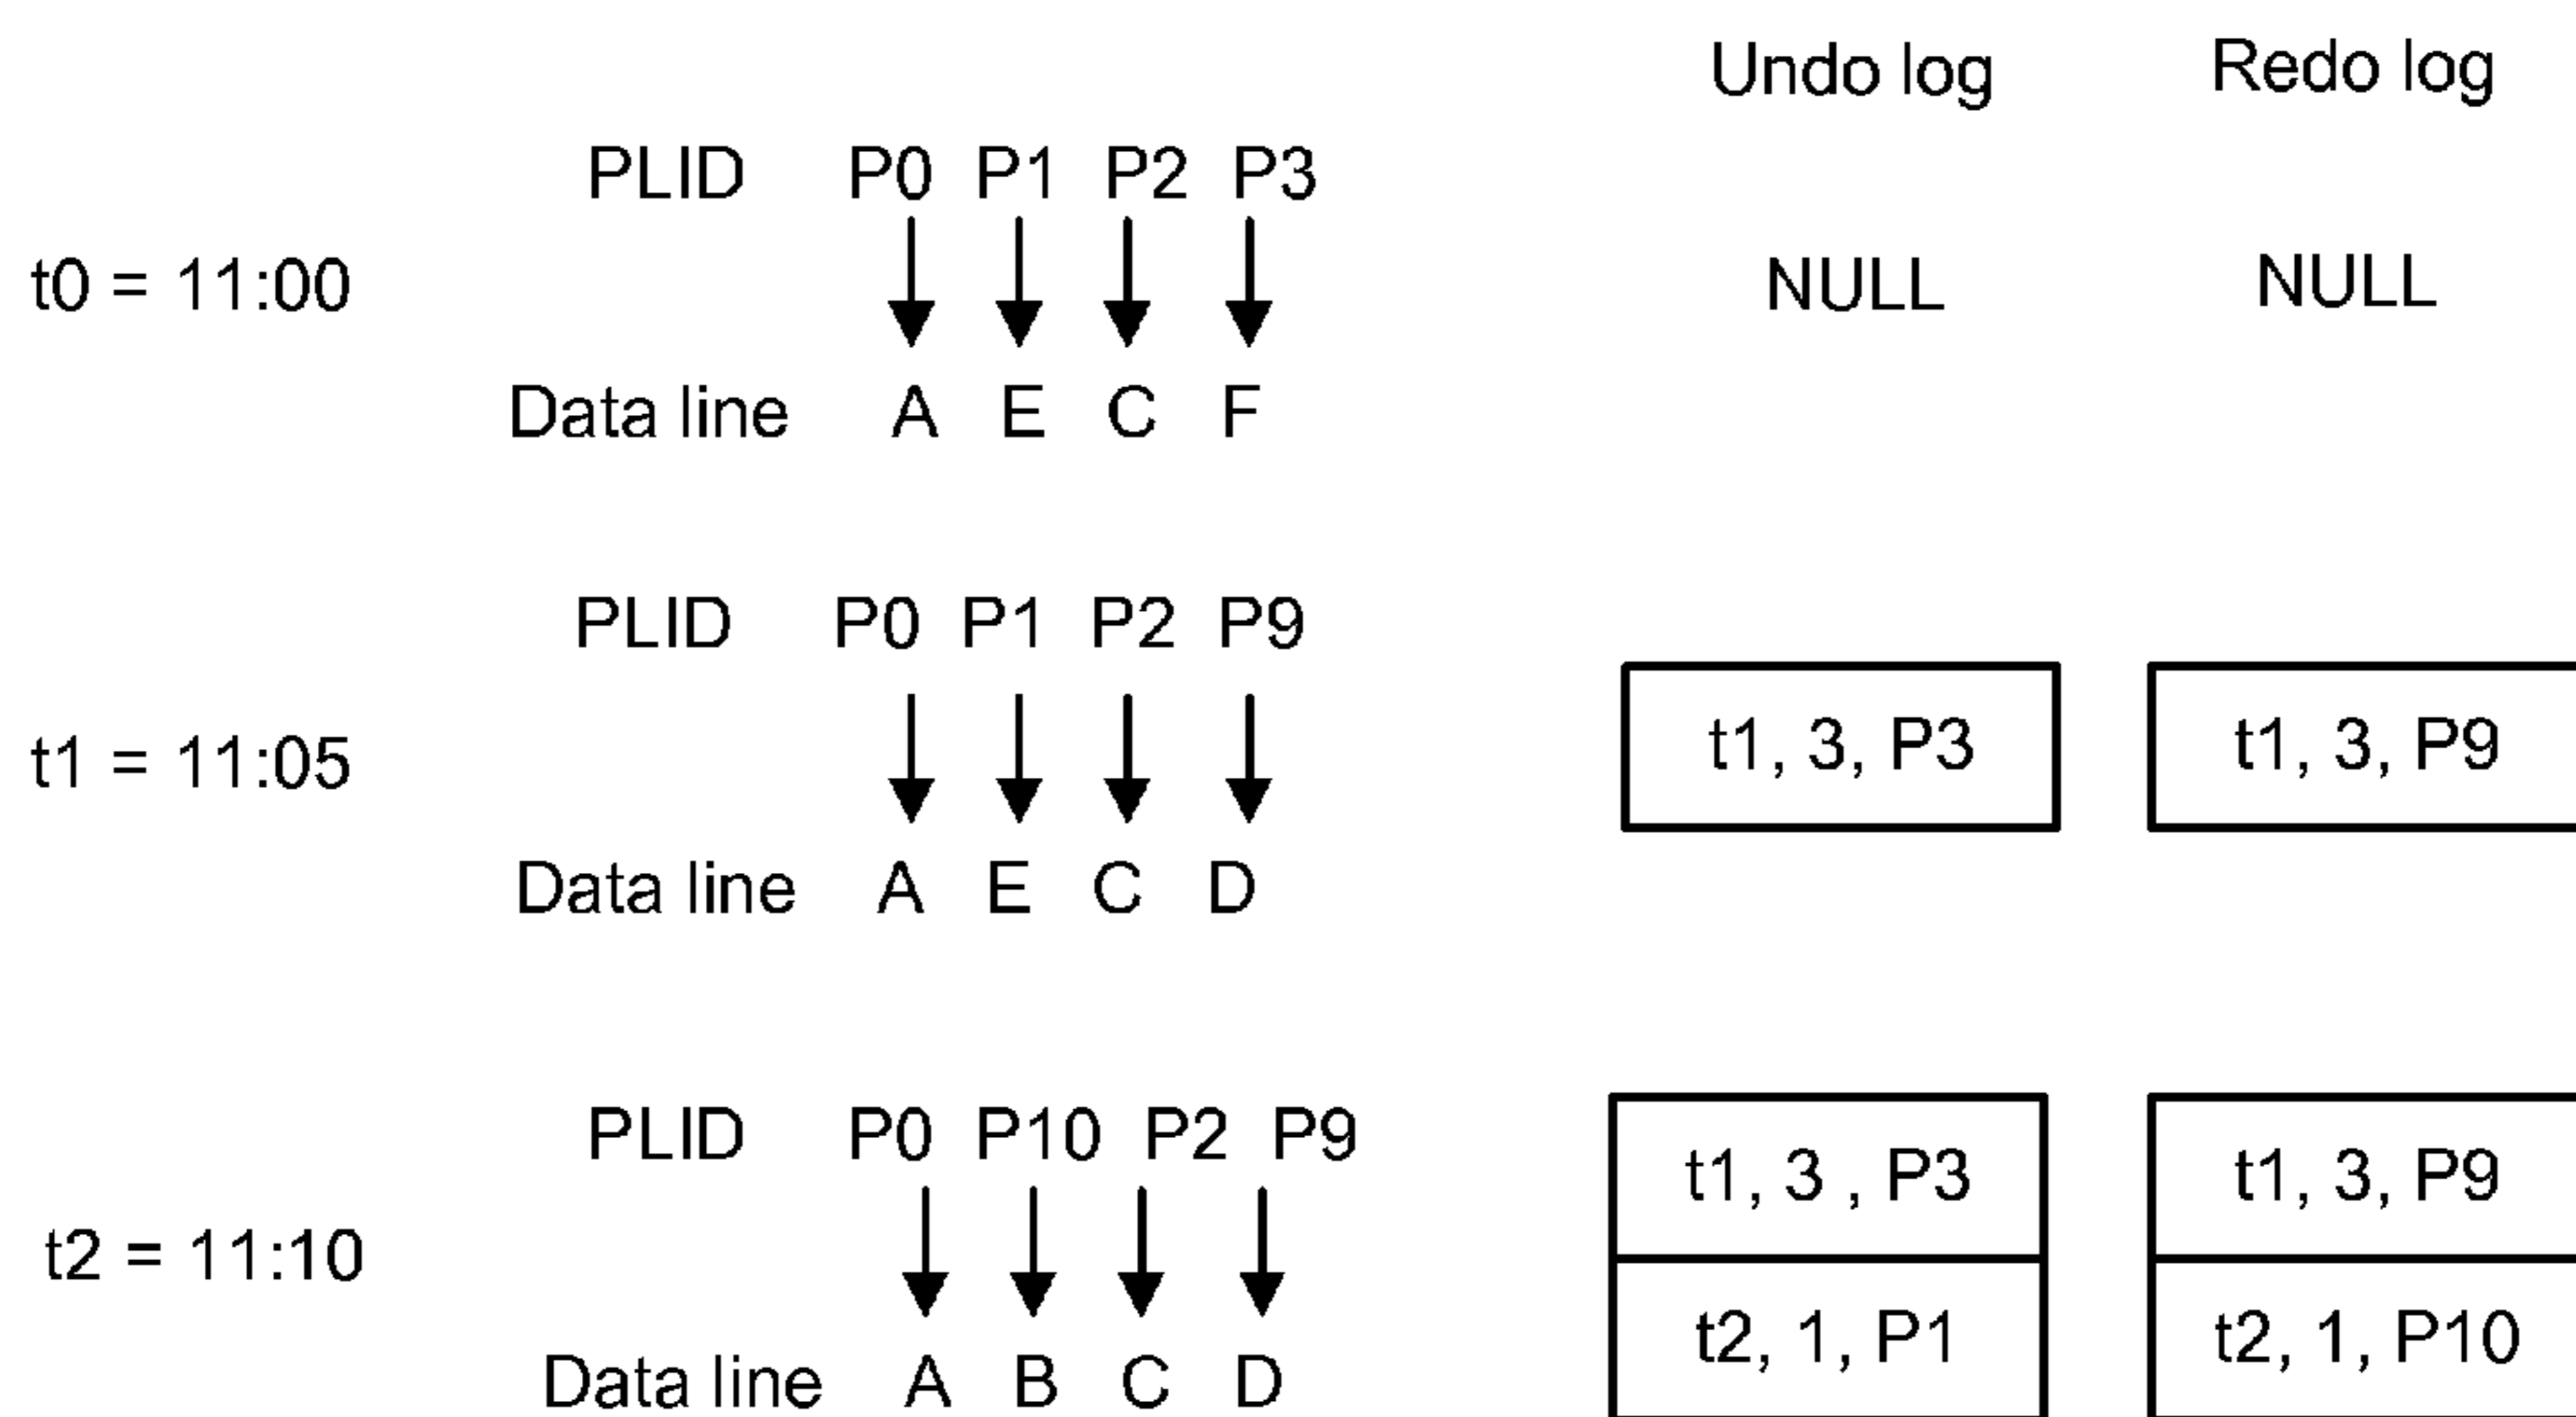 Undo log Redo log
PLID P0 P1 P2 P3
t0 = 11:00 NULL NULL
Data line A E C F
PLID P0 P1 P2 P9
t1 = 11:05 t1, 3, P3 t1, 3, P9
Data line A E C D
PLID P0 P10 P2 P9
t1, 3 , P3 t1, 3, P9
t2 = 11:10
t2, 1, P1 t2, 1, P10
Data line A B C D